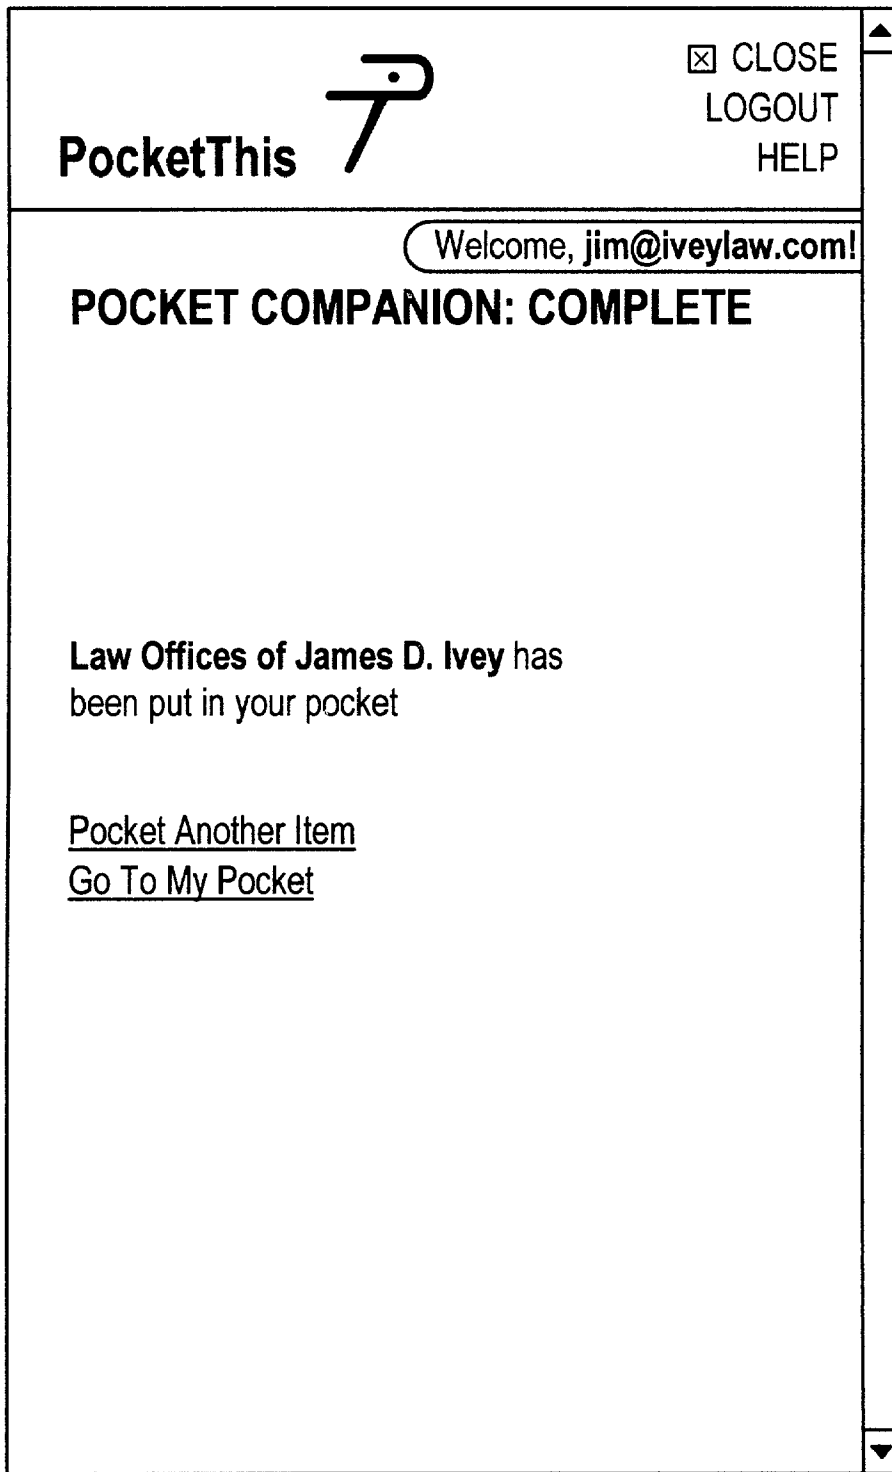 PocketThis
CLOSE
LOGOUT
HELP
Welcome, jim@iveylaw.com!
POCKET COMPANION: COMPLETE
Law Offices of James D. Ivey has
been put in your pocket
Pocket Another Item
Go To My Pocket